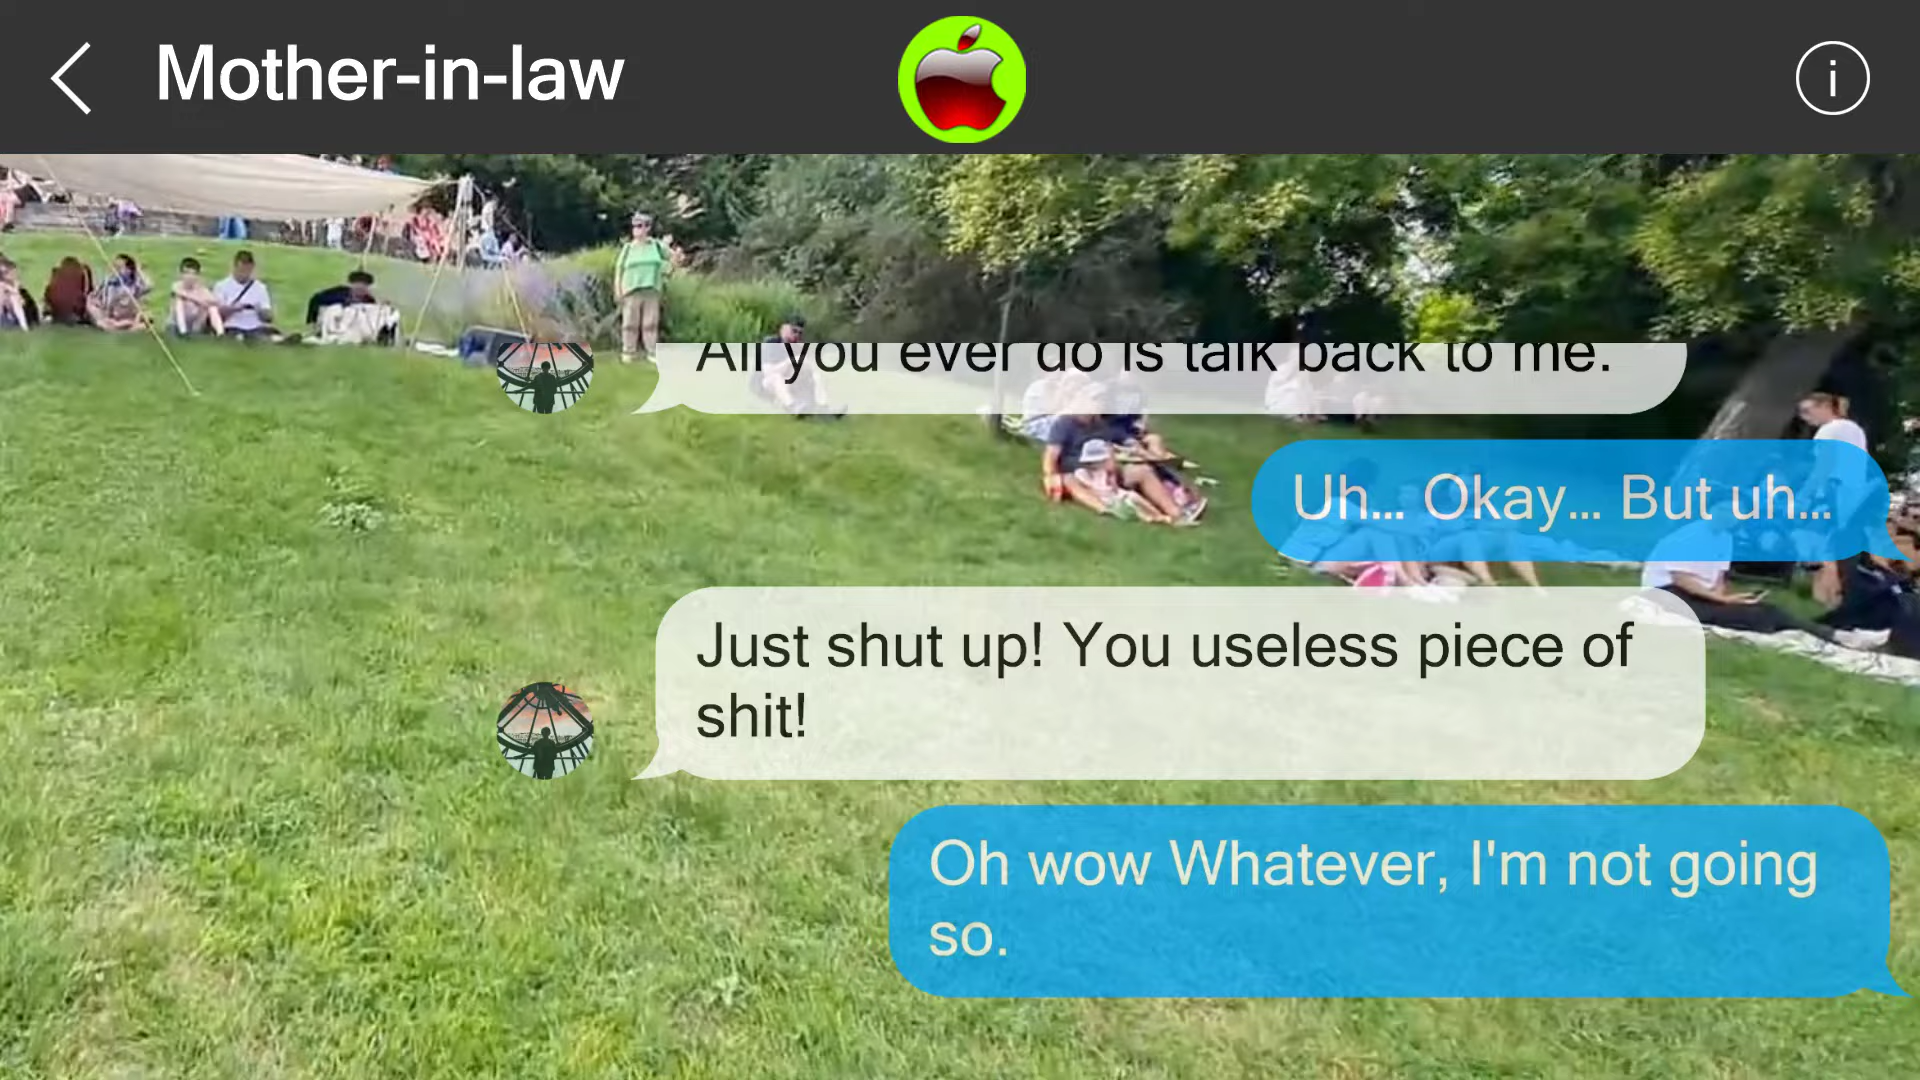 Mother-in-law
i
All you ever do is talk back to me.
Uh... Okay... But uh...
Just shut up! You useless piece of
shit!
Oh wow Whatever, I'm not going
so.